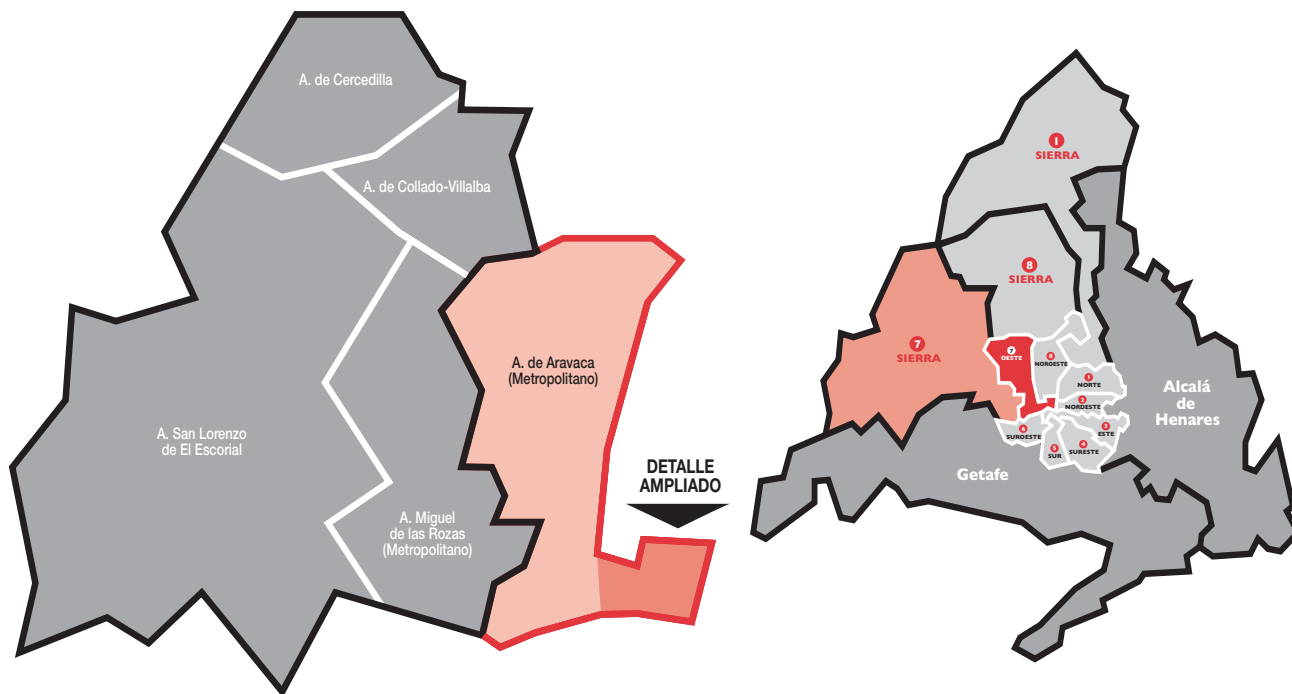 A. de Cercedilla
A. de Collado-Villalba
A. de Aravaca
(Metropolitano)
A. San Lorenzo
de El Escorial
A. Miguel
de las Rozas
(Metropolitano)
DETALLE
AMPLIADO
1
SIERRA
8
SIERRA
7
SIERRA
7
OESTE
8
NOROESTE
1
NORTE
2
NORDESTE
3
ESTE
4
SURESTE
5
SUR
6
SUROESTE
Alcalá
de
Henares
Getafe